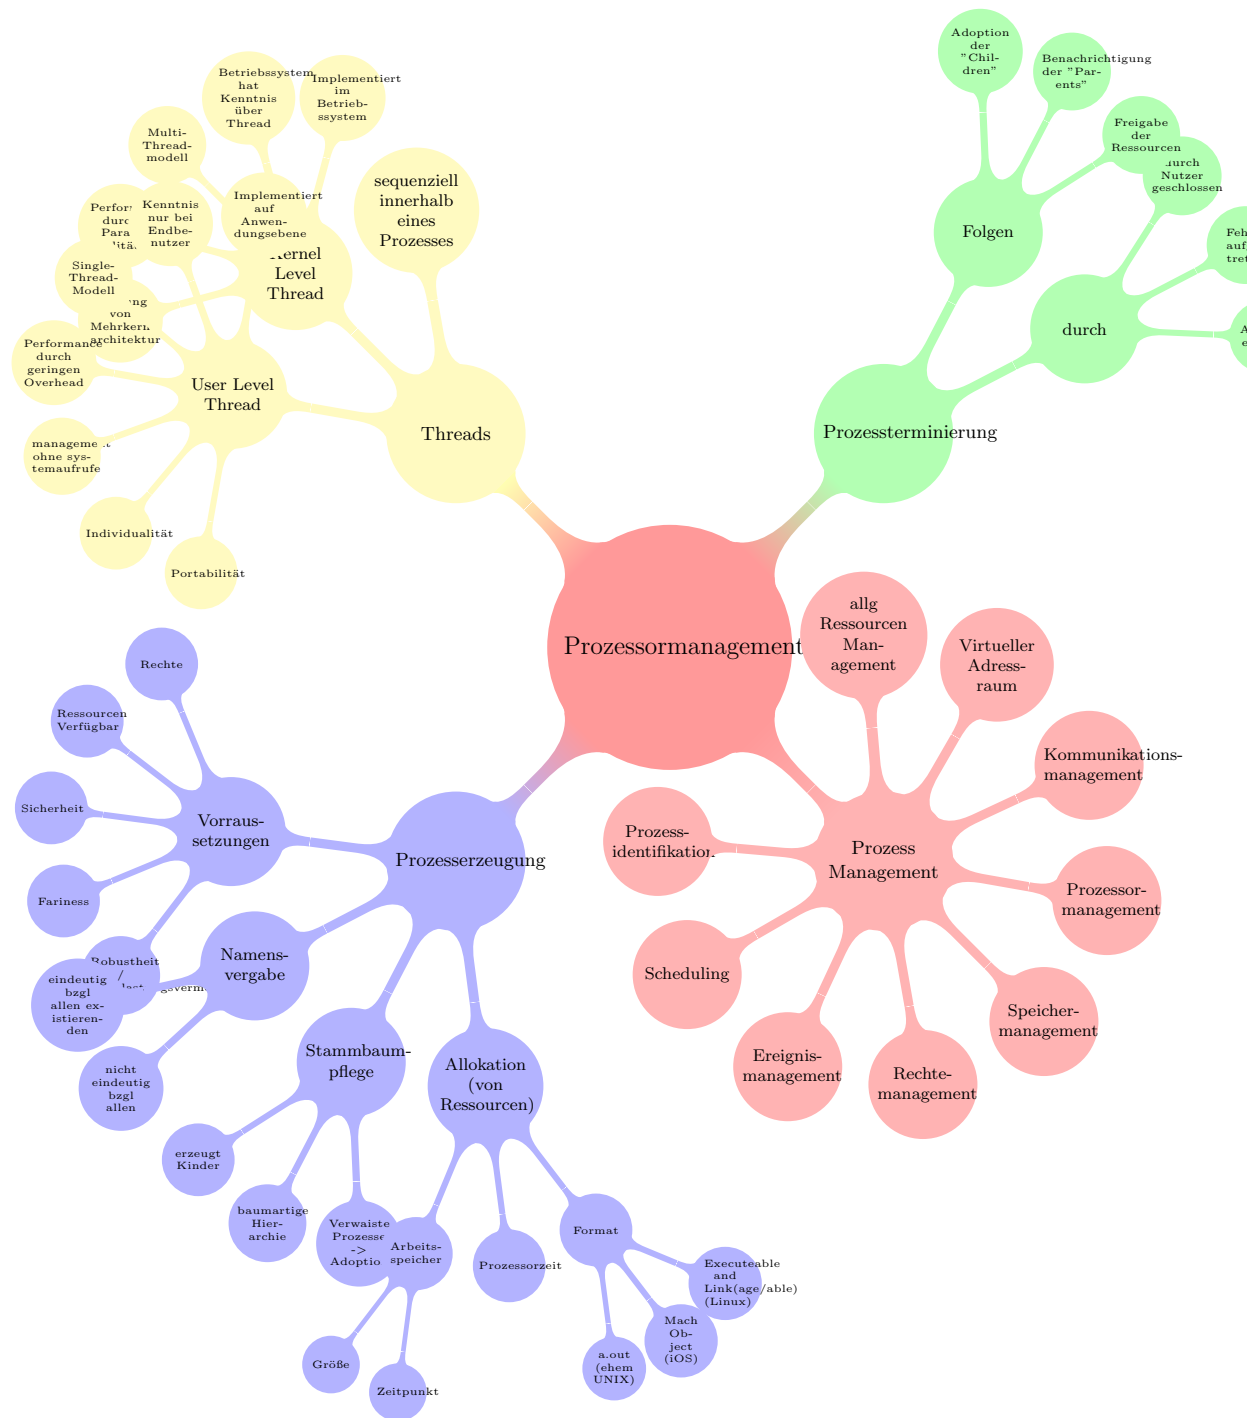 Prozessormanagement
Threads
sequenziell
innerhalb
eines
Prozesses
Level
Thread
Implementiert
im
Betrieb-
ssystem
Betriebssystem
hat
Kenntnis
über
Thread
Multi-
Thread-
modell
von
Mehrkern
architektur
User Level
Thread
Implementiert
auf
Anwen-
dungsebene
Kenntnis
nur bei
Endbe-
nutzer
Single-
Thread-
Modell
Performance
durch
geringen
Overhead
management
ohne sys-
temaufrufe
Individualität
Portabilität
Prozessterminierung
Folgen
Adoption
der
"Chil-
dren"
Benachrichtigung
der "Par-
ents"
Freigabe
der
Ressourcen
durch
durch
Nutzer
geschlossen
Prozess
Management
allg
Ressourcen
Man-
agement
Virtueller
Adress-
raum
Kommunikations-
management
Prozessor-
management
Speicher-
management
Rechte-
management
Ereignis-
management
Scheduling
Prozess-
identifikation
Prozesserzeugung
Vorraus-
setzungen
Rechte
Ressourcen
Verfügbar
Sicherheit
Fariness
Robustheit
/
Namens-
vergabe
eindeutig
bzgl
allen ex-
istieren-
den
nicht
eindeutig
bzgl
allen
Stammbaum-
pflege
erzeugt
Kinder
baumartige
Hier-
archie
Verwaiste
Prozesse
->
Adoption
Allokation
(von
Ressourcen)
Arbeits-
speicher
Größe
Zeitpunkt
Prozessorzeit
Format
a.out
(ehem
UNIX)
Mach
Ob-
ject
(iOS)
Executeable
and
Link(age/able)
(Linux)